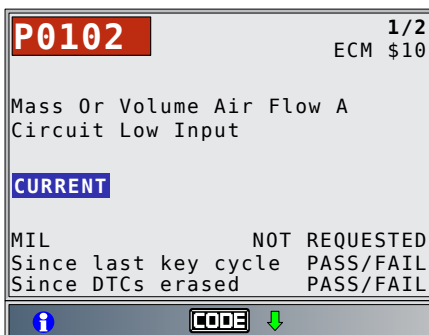 P0102
1/2
ECM $10
Mass Or Volume Air Flow A
Circuit Low Input
CURRENT
MIL NOT REQUESTED
Since last key cycle PASS/FAIL
Since DTCs erased PASS/FAIL
i CODE